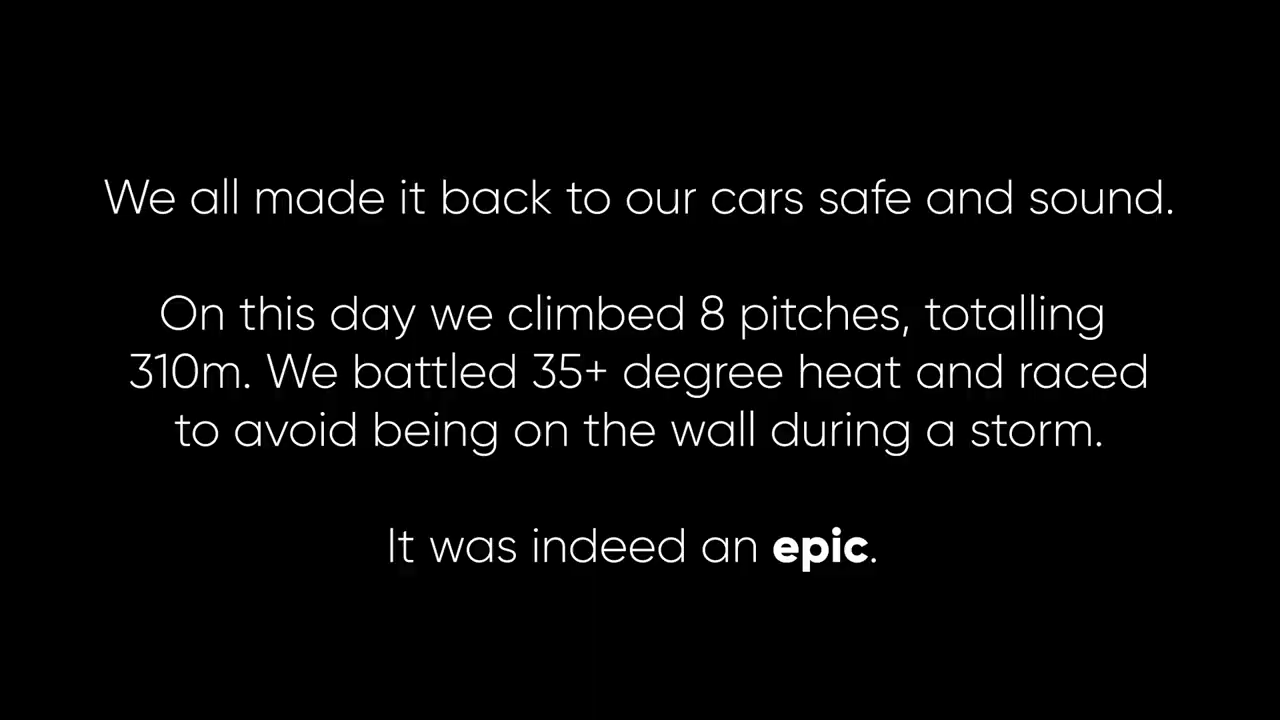 We all made it back to our cars safe and sound.
On this day we climbed 8 pitches, totalling
310m. We battled 35+ degree heat and raced
to avoid being on the wall during a storm.
It was indeed an epic.